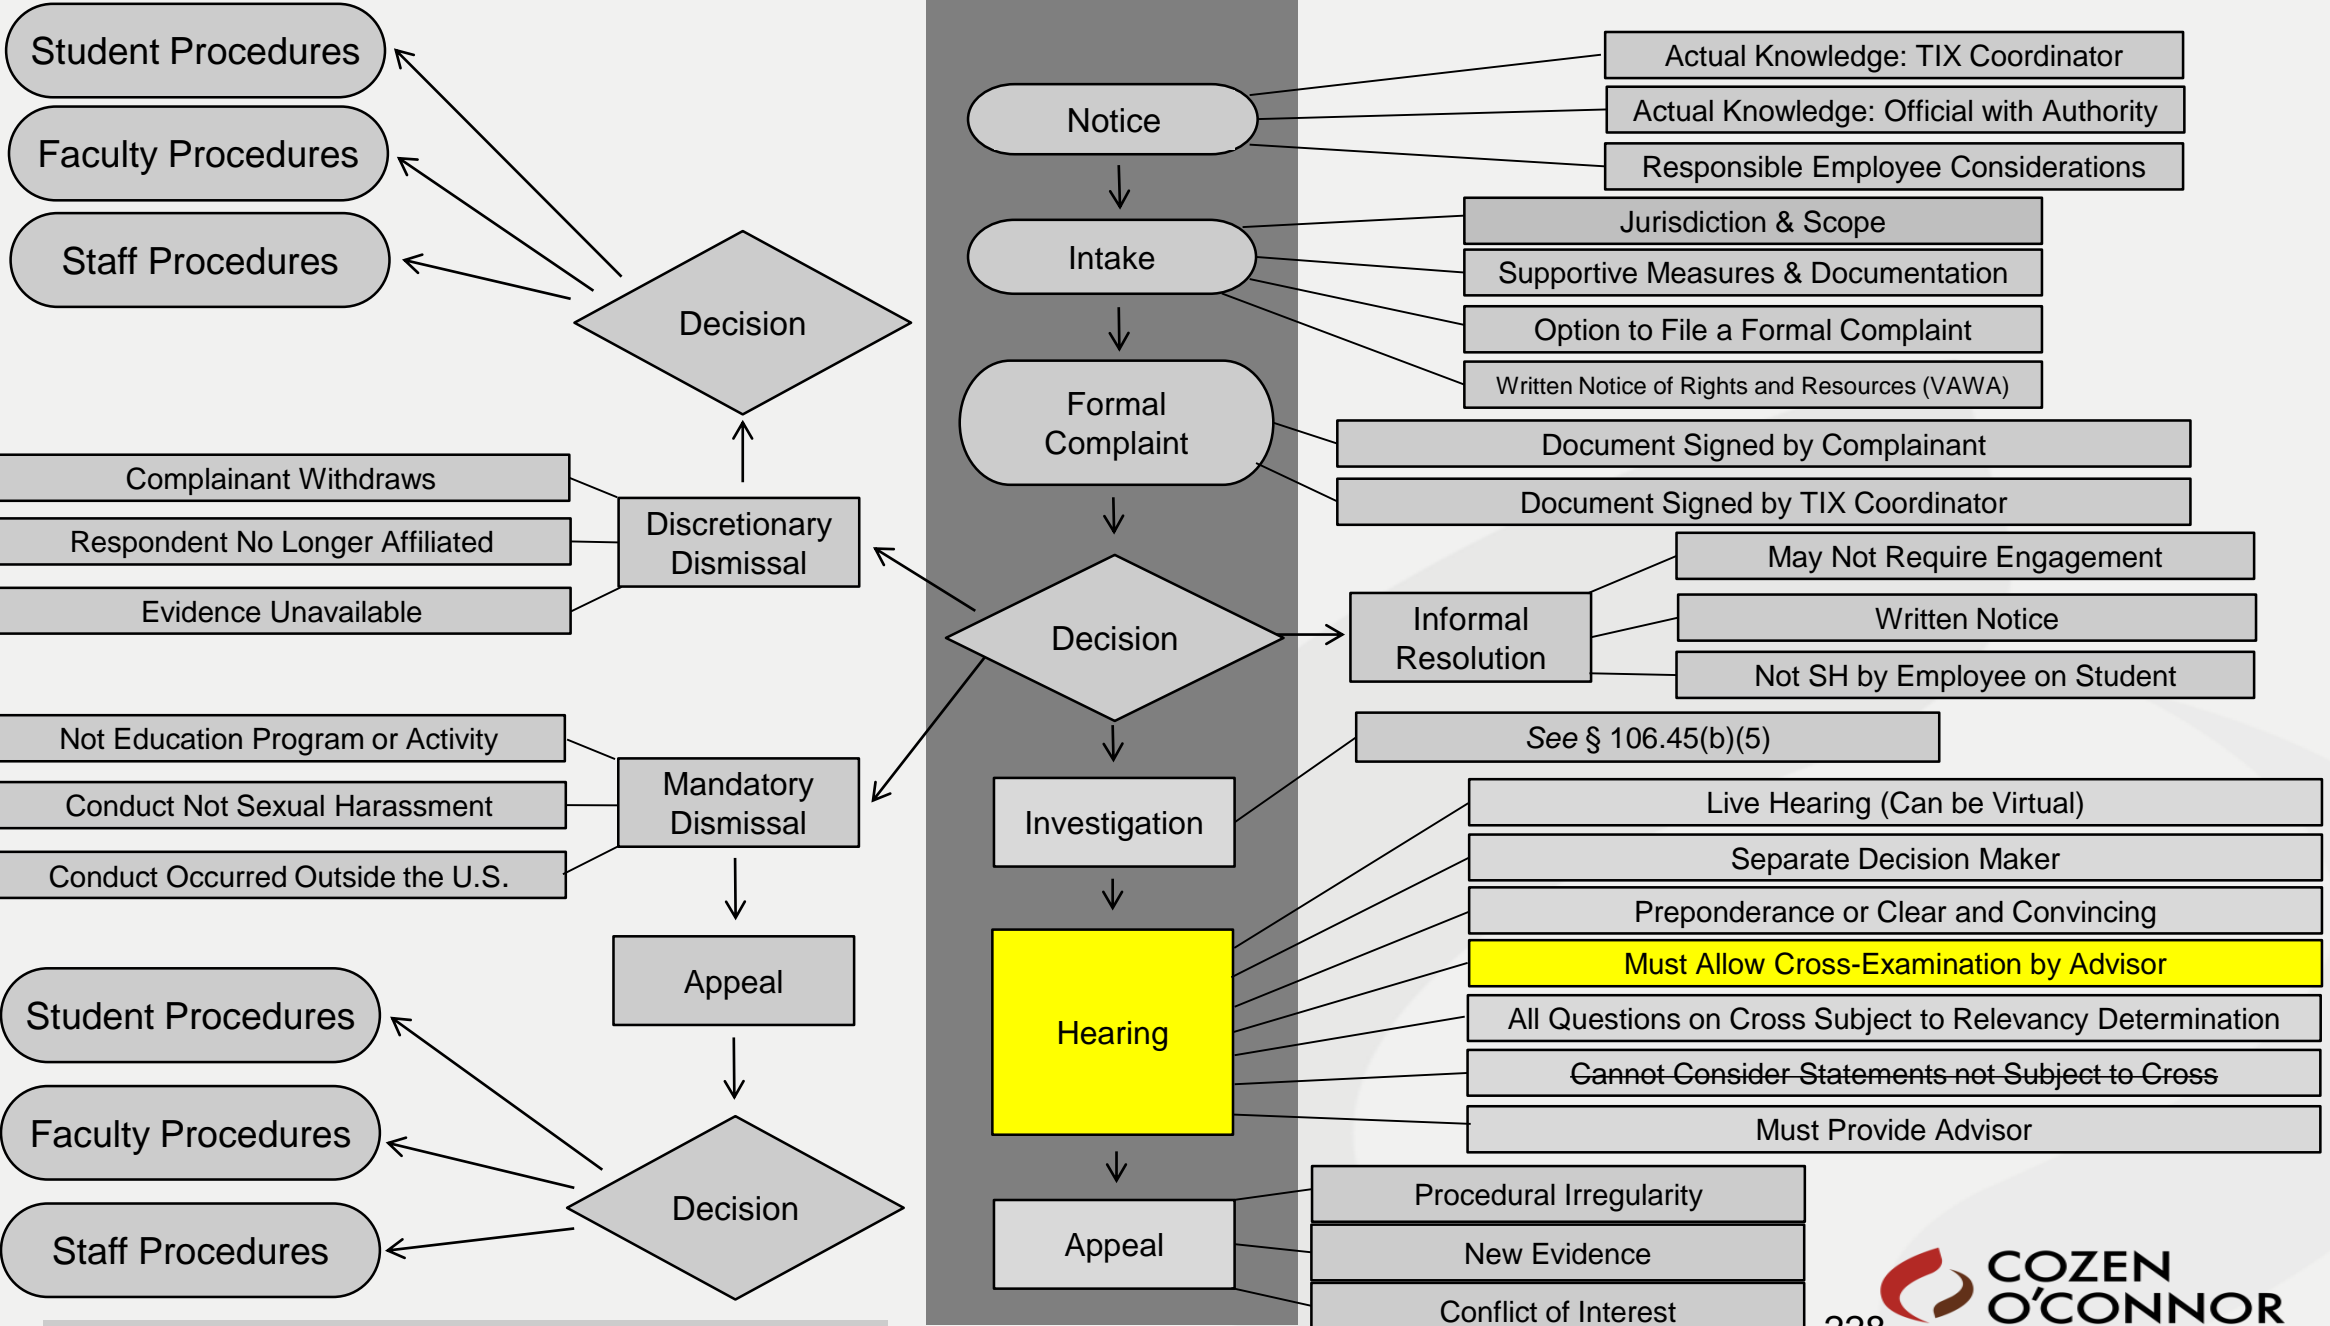 Student Procedures
Faculty Procedures
Staff Procedures
Decision
Complainant Withdraws
Respondent No Longer Affiliated
Evidence Unavailable
Discretionary
Dismissal
Not Education Program or Activity
Conduct Not Sexual Harassment
Conduct Occurred Outside the U.S.
Mandatory
Dismissal
Appeal
Student Procedures
Faculty Procedures
Staff Procedures
Decision
Notice
Actual Knowledge: TIX Coordinator
Actual Knowledge: Official with Authority
Responsible Employee Considerations
Intake
Jurisdiction & Scope
Supportive Measures & Documentation
Option to File a Formal Complaint
Written Notice of Rights and Resources (VAWA)
Formal
Complaint
Document Signed by Complainant
Document Signed by TIX Coordinator
Decision
Informal
Resolution
May Not Require Engagement
Written Notice
Not SH by Employee on Student
Investigation
See § 106.45(b)(5)
Hearing
Live Hearing (Can be Virtual)
Separate Decision Maker
Preponderance or Clear and Convincing
Must Allow Cross-Examination by Advisor
All Questions on Cross Subject to Relevancy Determination
Cannot Consider Statements not Subject to Cross
Must Provide Advisor
Appeal
Procedural Irregularity
New Evidence
Conflict of Interest
COZEN
O'CONNOR